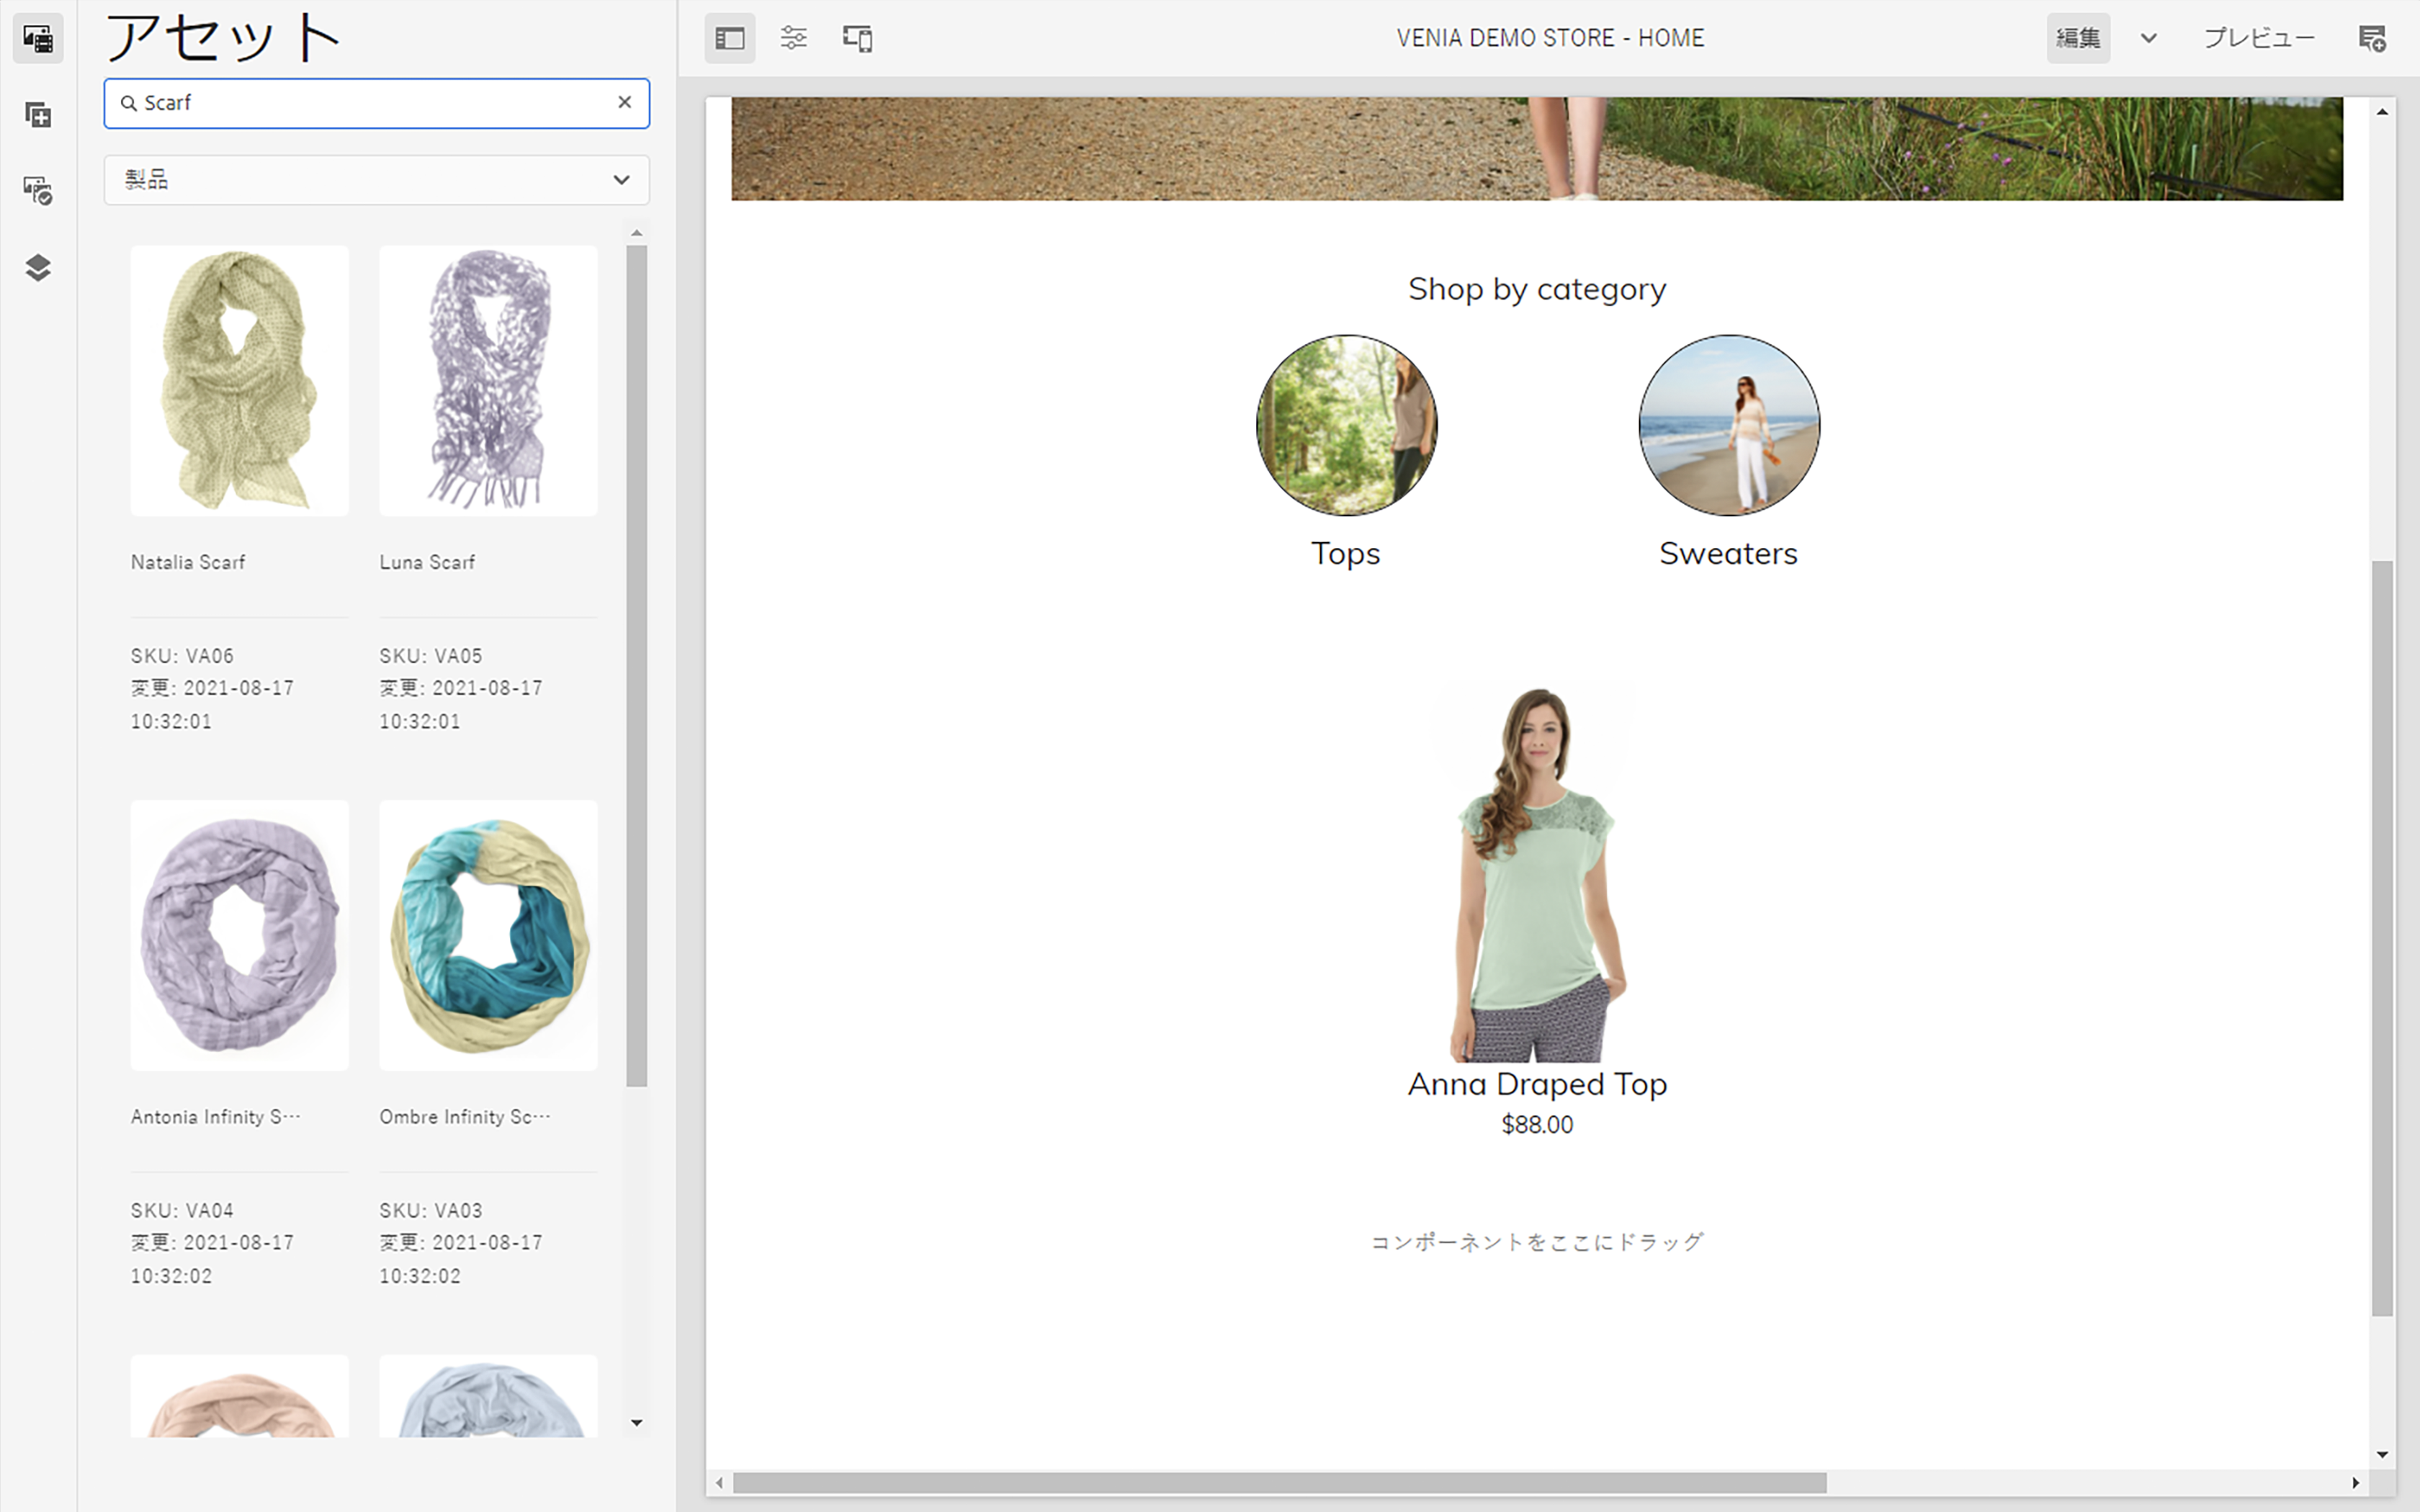 アセット
Scarf
製品
Natalia Scarf
SKU: VA06
変更: 2021-08-17
10:32:01
Luna Scarf
SKU: VA05
変更: 2021-08-17
10:32:01
Antonia Infinity S…
SKU: VA04
変更: 2021-08-17
10:32:02
Ombre Infinity Sc…
SKU: VA03
変更: 2021-08-17
10:32:02
VENIA DEMO STORE - HOME
編集
プレビュー
Shop by category
Tops
Sweaters
Anna Draped Top
$88.00
コンポーネントをここにドラッグ